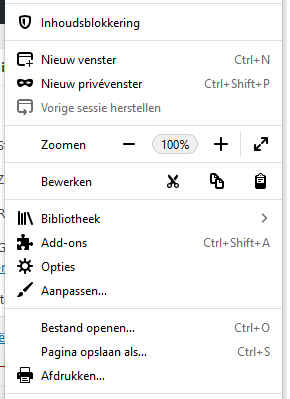 Inhoudsblokkering
Nieuw venster Ctrl+N
Nieuw privévenster Ctrl+Shift+P
Vorige sessie herstellen
Zoomen 100%
Bewerken
Bibliotheek
Add-ons Ctrl+Shift+A
Opties
Aanpassen...
Bestand openen... Ctrl+O
Pagina opslaan als... Ctrl+S
Afdrukken...